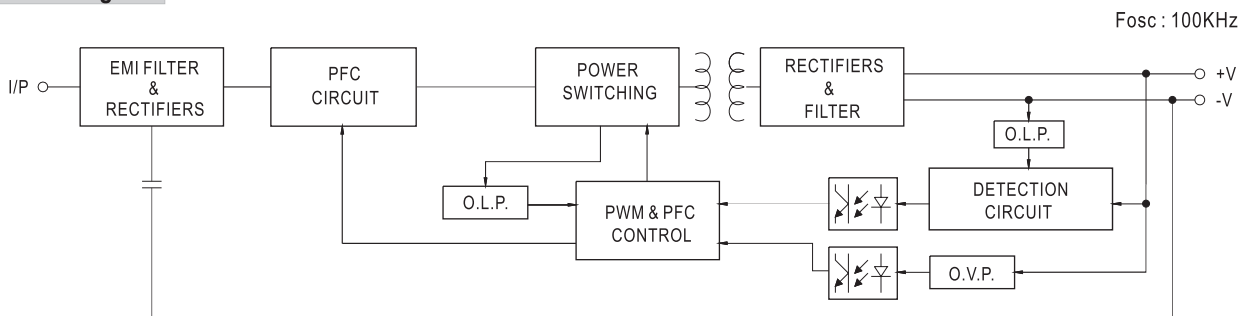 Fosc : 100KHz
I/P
EMI FILTER
&
RECTIFIERS
PFC
CIRCUIT
POWER
SWITCHING
RECTIFIERS
&
FILTER
+V
-V
O.L.P.
O.L.P.
PWM & PFC
CONTROL
DETECTION
CIRCUIT
O.V.P.